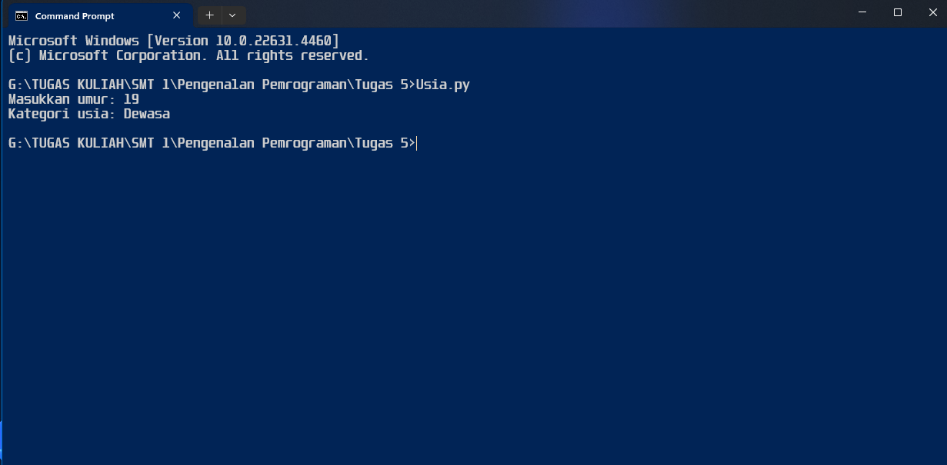 Command Prompt
Microsoft Windows [Version 10.0.22631.4460]
(c) Microsoft Corporation. All rights reserved.
G:\TUGAS KULIAH\SMT 1\Pengenalan Pemrograman\Tugas 5>Usia.py
Masukkan umur: 19
Kategori usia: Dewasa
G:\TUGAS KULIAH\SMT 1\Pengenalan Pemrograman\Tugas 5>